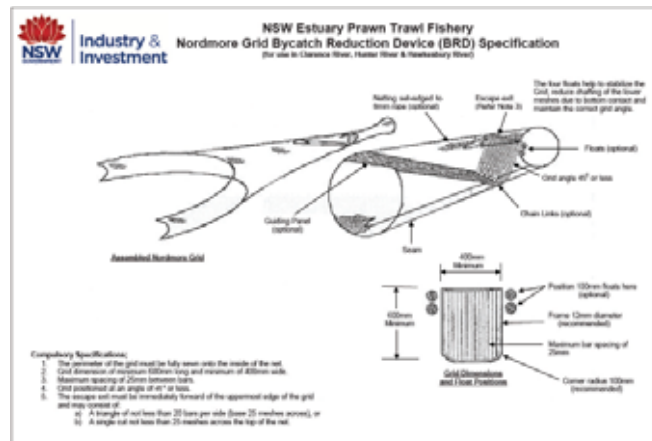 NSW Estuary Prawn Trawl Fishery
Nordmore Grid Bycatch Reduction Device (BRD) Specification
(for use in Clarence River, Hunter River & Hawkesbury River)
NSW
GOVERNMENT
Industry &
Investment
The four floats help to stabilize the
Grid, reduce chaffing of the lower
meshes due to bottom contact and
maintain the correct grid angle.
Escape exit
(Refer Note 5)
Floats (optional)
Grid angle 45° or less
Chain Links (optional)
Guiding Panel
(optional)
Seam
Assembled Nordmore Grid
400mm
Minimum
600mm
Minimum
Position 100mm floats here
(optional)
Frame 12mm diameter
(recommended)
Maximum bar spacing of
25mm
Corner radius 100mm
(recommended)
Grid Dimensions
and Float Positions
Compulsory Specifications;
1. The perimeter of the grid must be fully sewn onto the inside of the net.
2. Grid dimension of minimum 600mm long and minimum of 400mm wide.
3. Maximum spacing of 25mm between bars.
4. Grid positioned at an angle of 45° or less.
5. The escape exit must be immediately forward of the uppermost edge of the grid
and may consist of:
a) A triangle of not less than 20 bars per side (base 25 meshes across), or
b) A single cut not less than 25 meshes across the top of the net.